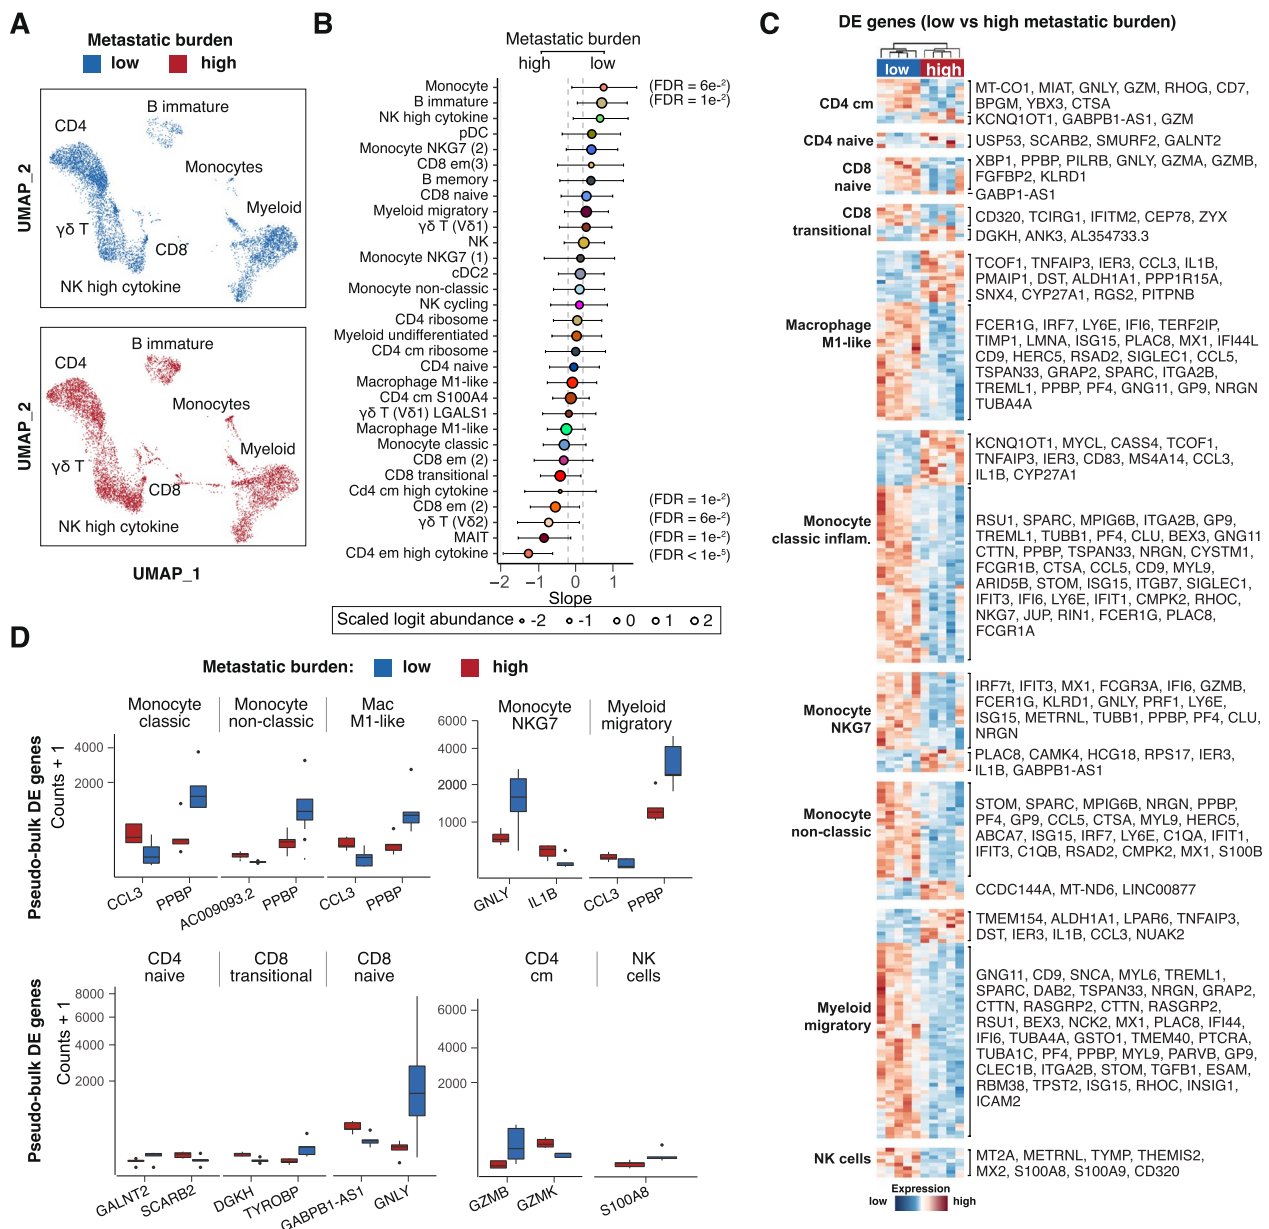 A
Metastatic burden
low
high
B immature
CD4
Monocytes
Myeloid
γδ T
CD8
NK high cytokine
UMAP_2
B immature
CD4
Monocytes
Myeloid
γδ T
CD8
NK high cytokine
UMAP_2
UMAP_1
B
Metastatic burden
high low
Monocyte (FDR = 6e-2)
B immature (FDR = 1e-2)
NK high cytokine
pDC
Monocyte NKG7 (2)
CD8 em(3)
B memory
CD8 naive
Myeloid migratory
γδ T (Vδ1)
NK
Monocyte NKG7 (1)
cDC2
Monocyte non-classic
NK cycling
CD4 ribosome
Myeloid undifferentiated
CD4 cm ribosome
CD4 naive
Macrophage M1-like
CD4 cm S100A4
γδ T (Vδ1) LGALS1
Macrophage M1-like
Monocyte classic
CD8 em (2)
CD8 transitional
Cd4 cm high cytokine
CD8 em (2) (FDR = 1e-2)
γδ T (Vδ2) (FDR = 6e-2)
MAIT (FDR = 1e-2)
CD4 em high cytokine (FDR < 1e-5)
−2 −1 0 1
Slope
Scaled logit abundance -2 -1 0 1 2
C
DE genes (low vs high metastatic burden)
low high
CD4 cm
MT-CO1, MIAT, GNLY, GZM, RHOG, CD7,
BPGM, YBX3, CTSA
KCNQ1OT1, GABPB1-AS1, GZM
CD4 naive
USP53, SCARB2, SMURF2, GALNT2
CD8
naive
XBP1, PPBP, PILRB, GNLY, GZMA, GZMB,
FGFBP2, KLRD1
GABP1-AS1
CD8
transitional
CD320, TCIRG1, IFITM2, CEP78, ZYX
DGKH, ANK3, AL354733.3
Macrophage
M1-like
TCOF1, TNFAIP3, IER3, CCL3, IL1B,
PMAIP1, DST, ALDH1A1, PPP1R15A,
SNX4, CYP27A1, RGS2, PITPNB
FCER1G, IRF7, LY6E, IFI6, TERF2IP,
TIMP1, LMNA, ISG15, PLAC8, MX1, IFI44L
CD9, HERC5, RSAD2, SIGLEC1, CCL5,
TSPAN33, GRAP2, SPARC, ITGA2B,
TREML1, PPBP, PF4, GNG11, GP9, NRGN
TUBA4A
Monocyte
classic inflam.
KCNQ1OT1, MYCL, CASS4, TCOF1,
TNFAIP3, IER3, CD83, MS4A14, CCL3,
IL1B, CYP27A1
RSU1, SPARC, MPIG6B, ITGA2B, GP9,
TREML1, TUBB1, PF4, CLU, BEX3, GNG11
CTTN, PPBP, TSPAN33, NRGN, CYSTM1,
FCGR1B, CTSA, CCL5, CD9, MYL9,
ARID5B, STOM, ISG15, ITGB7, SIGLEC1,
IFIT3, IFI6, LY6E, IFIT1, CMPK2, RHOC,
NKG7, JUP, RIN1, FCER1G, PLAC8,
FCGR1A
Monocyte
NKG7
IRF7t, IFIT3, MX1, FCGR3A, IFI6, GZMB,
FCER1G, KLRD1, GNLY, PRF1, LY6E,
ISG15, METRNL, TUBB1, PPBP, PF4, CLU,
NRGN
PLAC8, CAMK4, HCG18, RPS17, IER3,
IL1B, GABPB1-AS1
Monocyte
non-classic
STOM, SPARC, MPIG6B, NRGN, PPBP,
PF4, GP9, CCL5, CTSA, MYL9, HERC5,
ABCA7, ISG15, IRF7, LY6E, C1QA, IFIT1,
IFIT3, C1QB, RSAD2, CMPK2, MX1, S100B
CCDC144A, MT-ND6, LINC00877
Myeloid
migratory
TMEM154, ALDH1A1, LPAR6, TNFAIP3,
DST, IER3, IL1B, CCL3, NUAK2
GNG11, CD9, SNCA, MYL6, TREML1,
SPARC, DAB2, TSPAN33, NRGN, GRAP2,
CTTN, RASGRP2, CTTN, RASGRP2,
RSU1, BEX3, NCK2, MX1, PLAC8, IFI44,
IFI6, TUBA4A, GSTO1, TMEM40, PTCRA,
TUBA1C, PF4, PPBP, MYL9, PARVB, GP9,
CLEC1B, ITGA2B, STOM, TGFB1, ESAM,
RBM38, TPST2, ISG15, RHOC, INSIG1,
ICAM2
NK cells
MT2A, METRNL, TYMP, THEMIS2,
MX2, S100A8, S100A9, CD320
Expression
low high
D
Metastatic burden: low high
Pseudo-bulk DE genes
Counts + 1
Monocyte
classic
Monocyte
non-classic
Mac
M1-like
4000
2000
CCL3 PPBP AC009093.2 PPBP CCL3 PPBP
Monocyte
NKG7
Myeloid
migratory
6000
4000
2000
1000
GNLY IL1B CCL3 PPBP
Pseudo-bulk DE genes
Counts + 1
CD4
naive
CD8
transitional
CD8
naive
8000
6000
4000
2000
GALNT2 SCARB2 DGKH TYROBP GABPB1-AS1 GNLY
CD4
cm
NK
cells
6000
4000
2000
GZMB GZMK S100A8